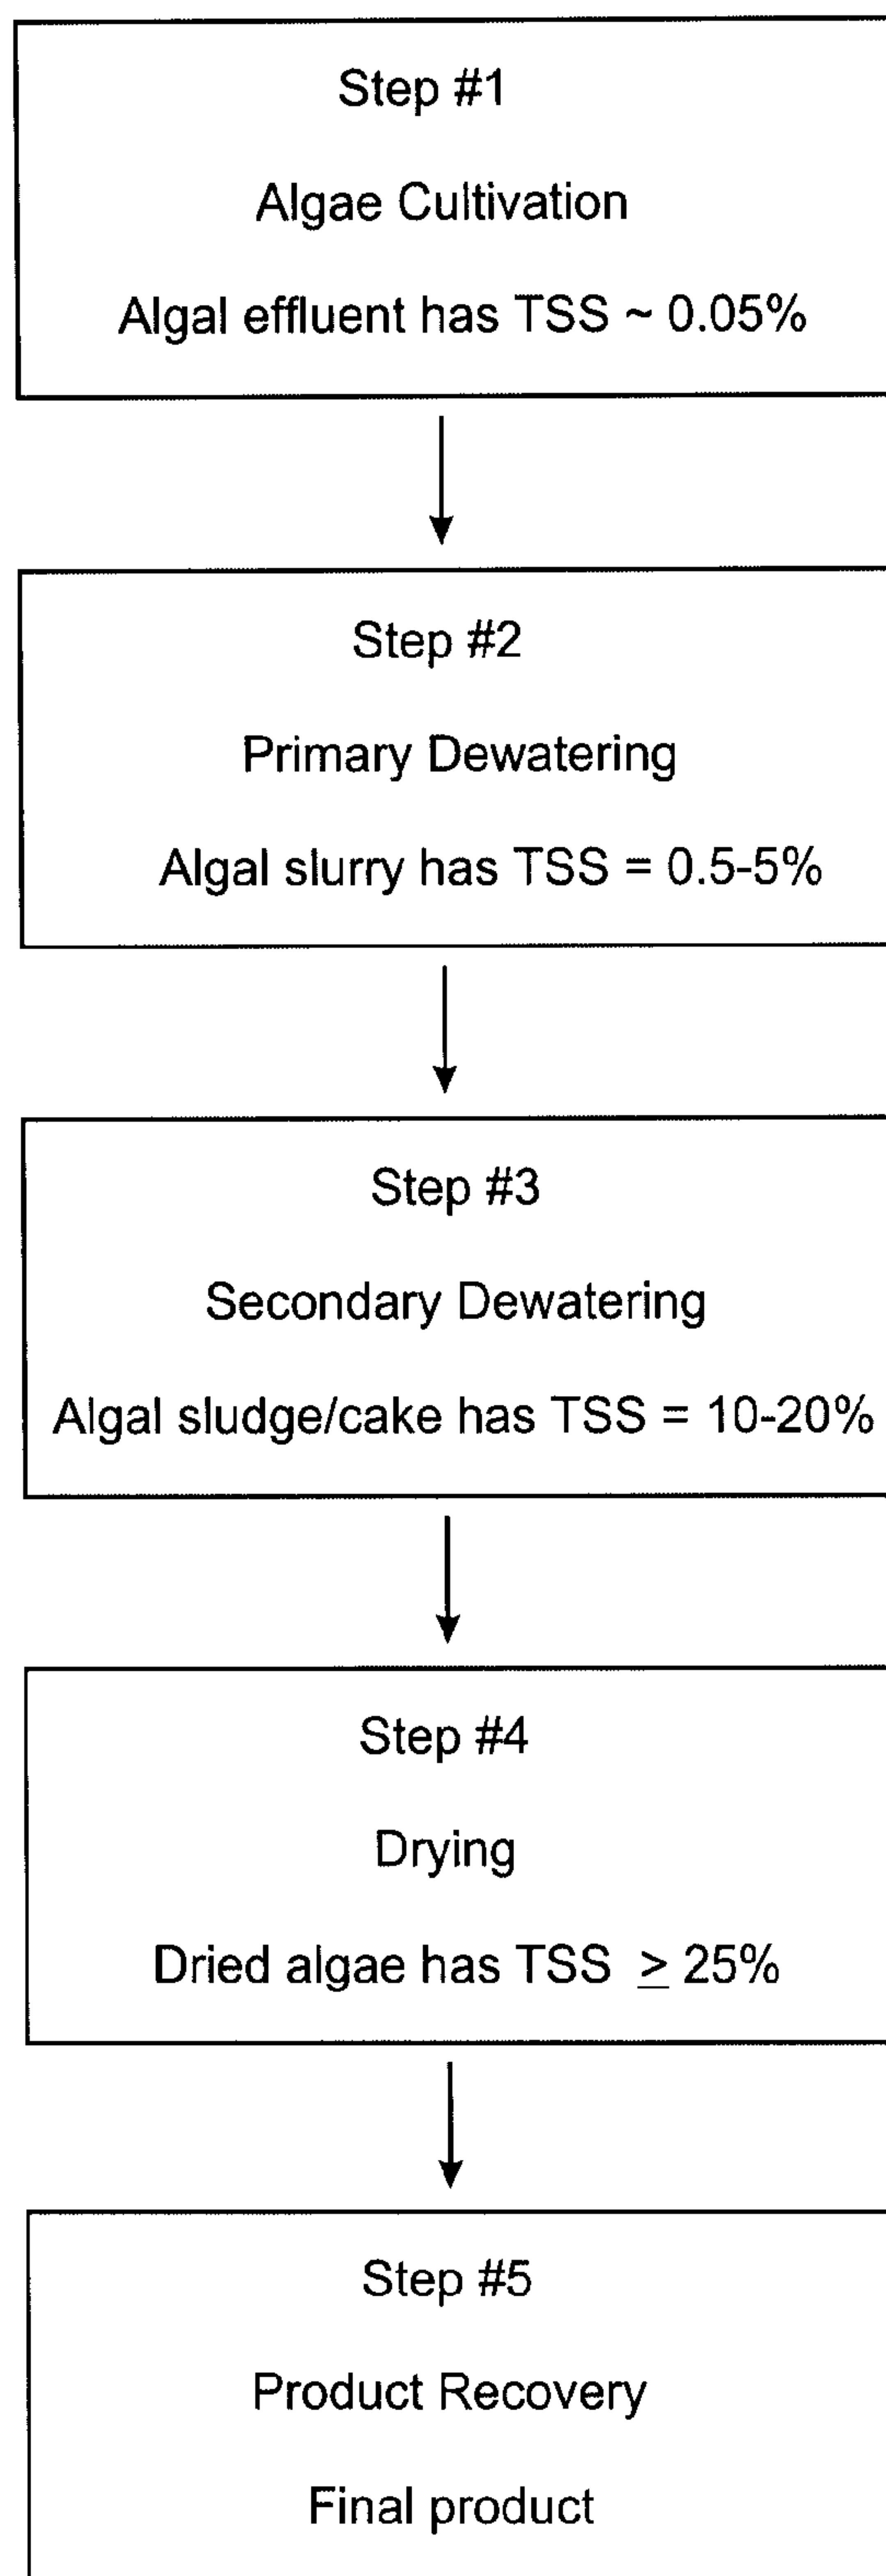 Step #1
Algae Cultivation
Algal effluent has TSS ~ 0.05%
Step #2
Primary Dewatering
Algal slurry has TSS = 0.5-5%
Step #3
Secondary Dewatering
Algal sludge/cake has TSS = 10-20%
Step #4
Drying
Dried algae has TSS ≥ 25%
Step #5
Product Recovery
Final product